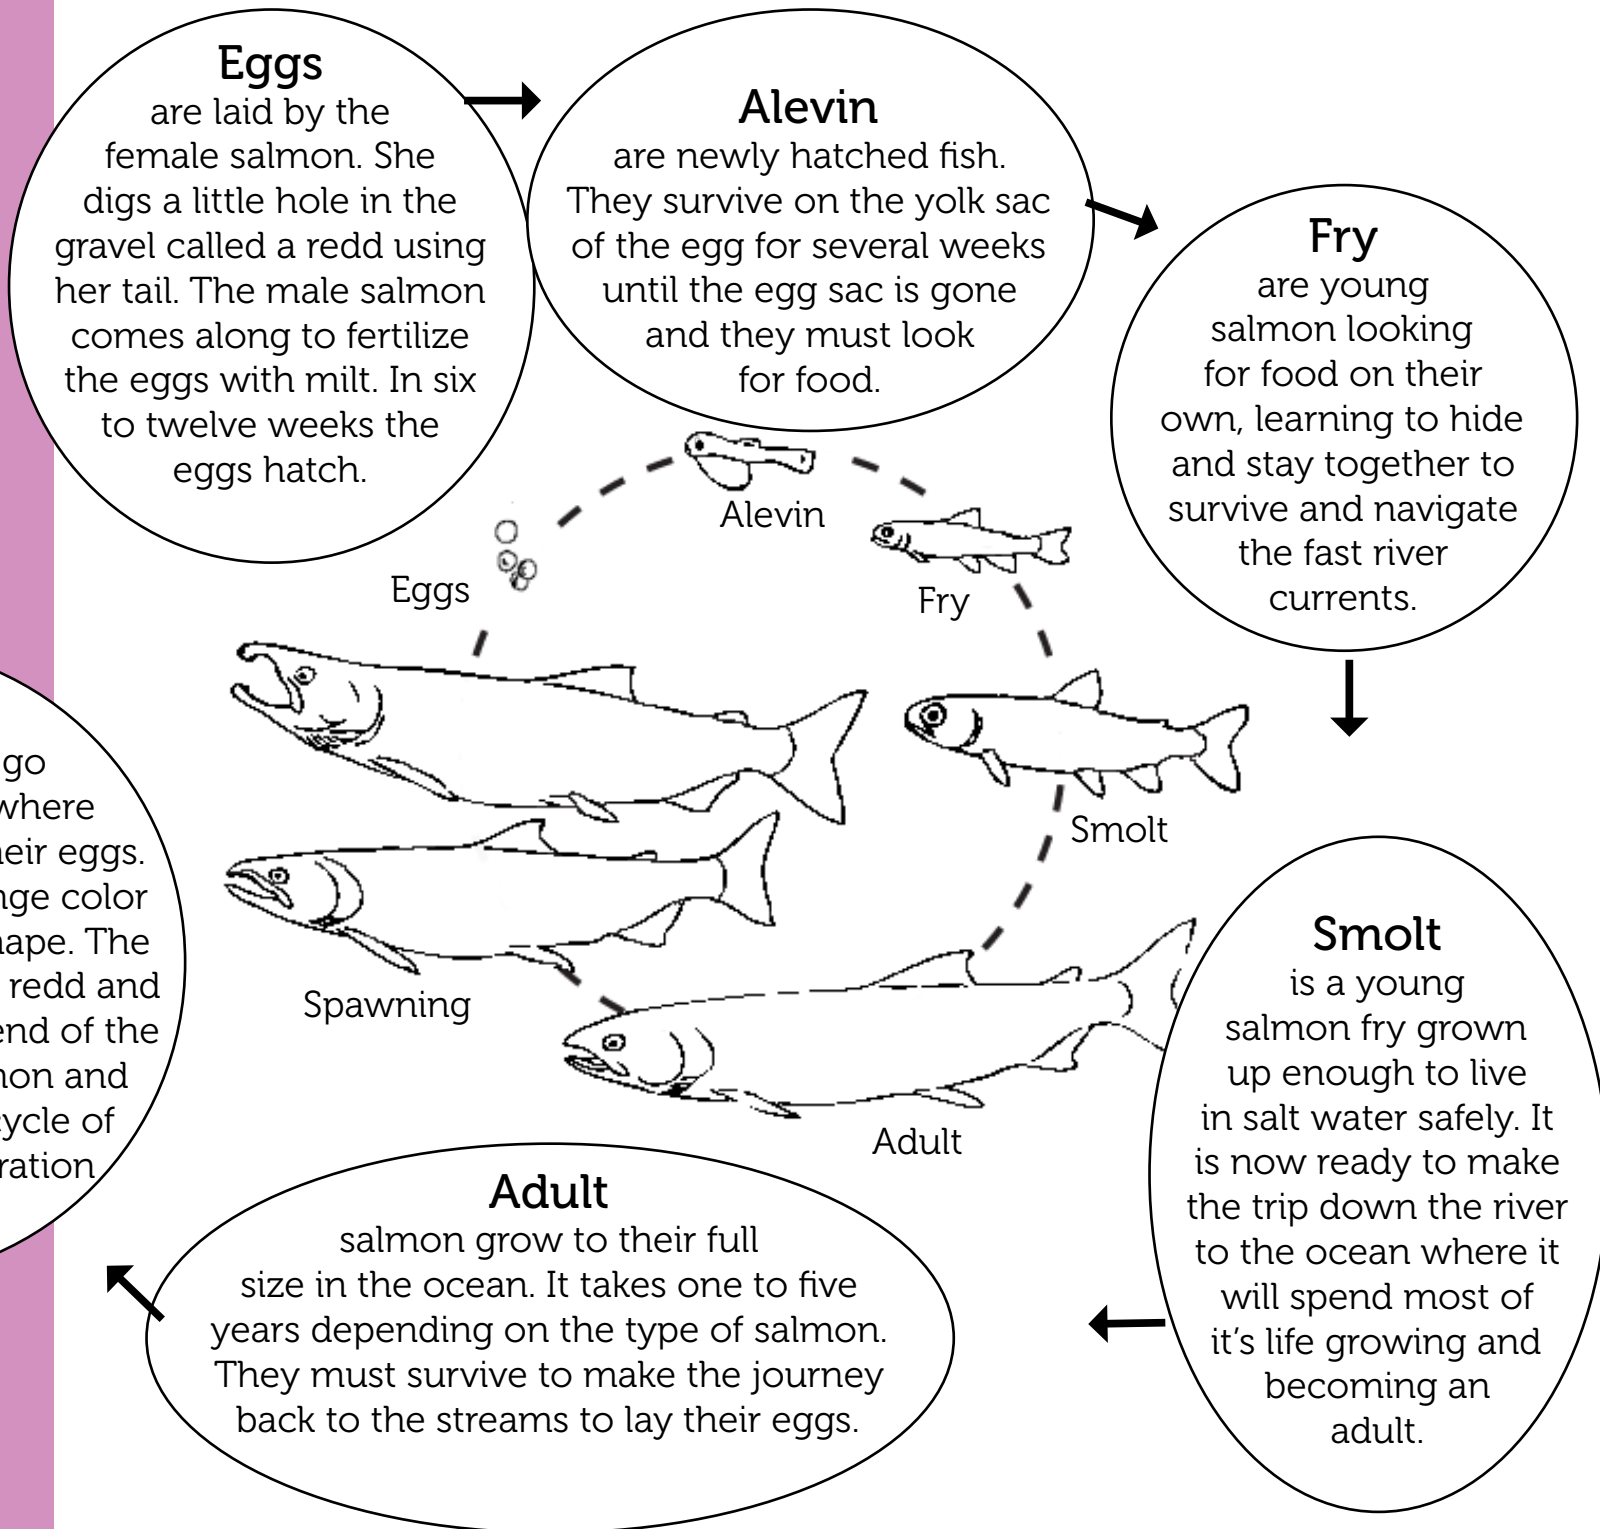 Eggs
are laid by the
female salmon. She
digs a little hole in the
gravel called a redd using
her tail. The male salmon
comes along to fertilize
the eggs with milt. In six
to twelve weeks the
eggs hatch.
Alevin
are newly hatched fish.
They survive on the yolk sac
of the egg for several weeks
until the egg sac is gone
and they must look
for food.
Fry
are young
salmon looking
for food on their
own, learning to hide
and stay together to
survive and navigate
the fast river
currents.
Alevin
Eggs
Fry
Smolt
Spawning
Adult
Smolt
is a young
salmon fry grown
up enough to live
in salt water safely. It
is now ready to make
the trip down the river
to the ocean where it
will spend most of
it's life growing and
becoming an
adult.
Adult
salmon grow to their full
size in the ocean. It takes one to five
years depending on the type of salmon.
They must survive to make the journey
back to the streams to lay their eggs.
go
where
eggs.
color
The
redd and
end of the
and
of